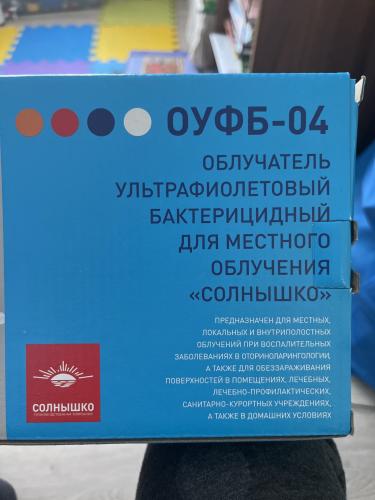 ОУФБ-04
ОБЛУЧАТЕЛЬ
УЛЬТРАФИОЛЕТОВЫЙ
БАКТЕРИЦИДНЫЙ
ДЛЯ МЕСТНОГО
ОБЛУЧЕНИЯ
«СОЛНЫШКО»
ПРЕДНАЗНАЧЕН ДЛЯ МЕСТНЫХ,
ЛОКАЛЬНЫХ И ВНУТРИПОЛОСТНЫХ
ОБЛУЧЕНИЙ ПРИ ВОСПАЛИТЕЛЬНЫХ
ЗАБОЛЕВАНИЯХ В ОТОРИНОЛАРИНГОЛОГИИ,
А ТАКЖЕ ДЛЯ ОБЕЗЗАРАЖИВАНИЯ
ПОВЕРХНОСТЕЙ В ПОМЕЩЕНИЯХ, ЛЕЧЕБНЫХ,
ЛЕЧЕБНО-ПРОФИЛАКТИЧЕСКИХ,
САНИТАРНО-КУРОРТНЫХ УЧРЕЖДЕНИЯХ,
А ТАКЖЕ В ДОМАШНИХ УСЛОВИЯХ
СОЛНЫШКО